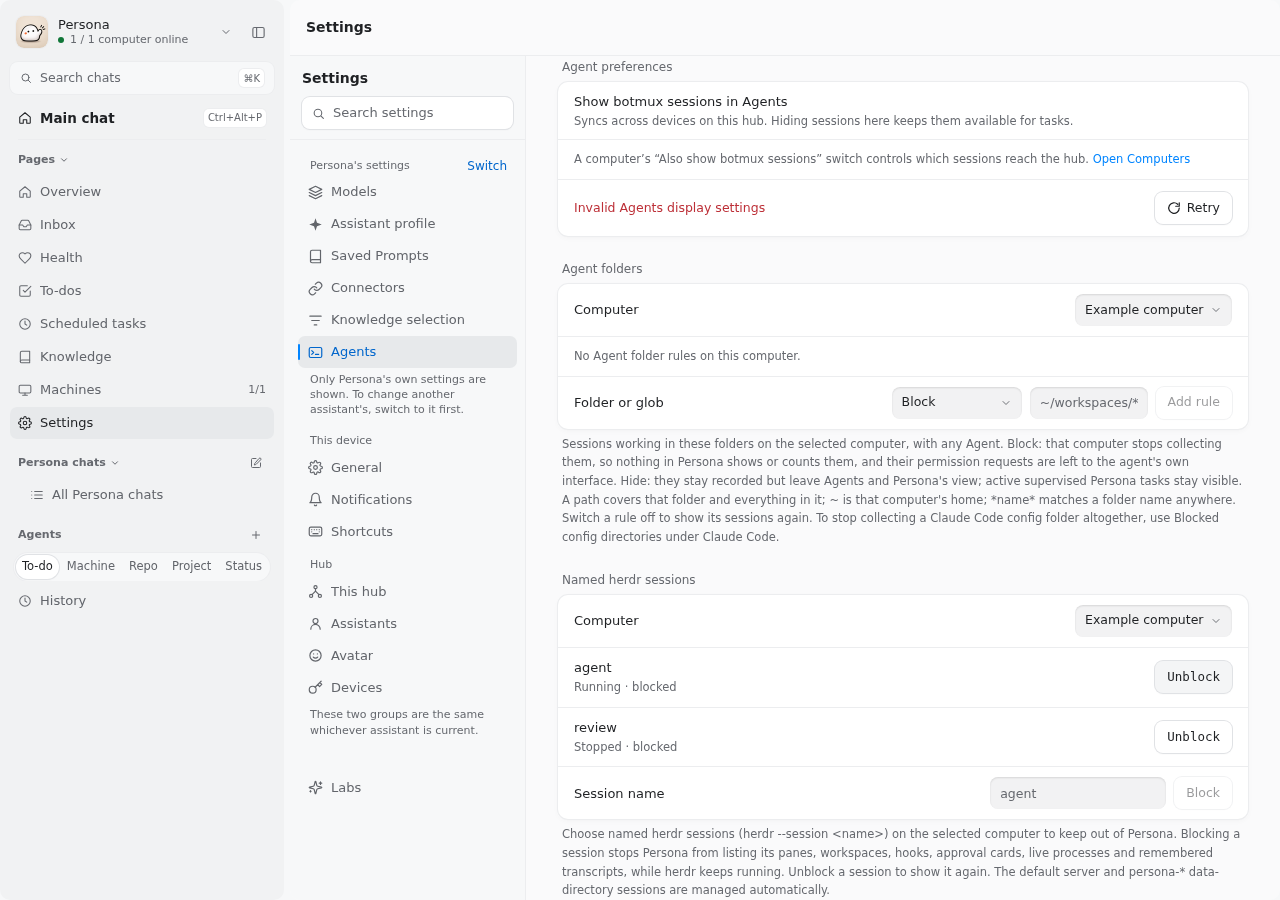 Persona
1 / 1 computer online
Search chats
⌘K
Main chat
Ctrl+Alt+P
Pages
Overview
Inbox
Health
To-dos
Scheduled tasks
Knowledge
Machines
1/1
Settings
Persona chats
All Persona chats
Agents
To-do Machine Repo Project Status
History
Settings
Settings
Search settings
Persona's settings
Switch
Models
Assistant profile
Saved Prompts
Connectors
Knowledge selection
Agents
Only Persona's own settings are
shown. To change another
assistant's, switch to it first.
This device
General
Notifications
Shortcuts
Hub
This hub
Assistants
Avatar
Devices
These two groups are the same
whichever assistant is current.
Labs
Agent preferences
Show botmux sessions in Agents
Syncs across devices on this hub. Hiding sessions here keeps them available for tasks.
A computer’s “Also show botmux sessions” switch controls which sessions reach the hub. Open Computers
Invalid Agents display settings
Retry
Agent folders
Computer
Example computer
No Agent folder rules on this computer.
Folder or glob
Block
~/workspaces/*
Add rule
Sessions working in these folders on the selected computer, with any Agent. Block: that computer stops collecting
them, so nothing in Persona shows or counts them, and their permission requests are left to the agent's own
interface. Hide: they stay recorded but leave Agents and Persona's view; active supervised Persona tasks stay visible.
A path covers that folder and everything in it; ~ is that computer's home; *name* matches a folder name anywhere.
Switch a rule off to show its sessions again. To stop collecting a Claude Code config folder altogether, use Blocked
config directories under Claude Code.
Named herdr sessions
Computer
Example computer
agent
Running · blocked
Unblock
review
Stopped · blocked
Unblock
Session name
agent
Block
Choose named herdr sessions (herdr --session <name>) on the selected computer to keep out of Persona. Blocking a
session stops Persona from listing its panes, workspaces, hooks, approval cards, live processes and remembered
transcripts, while herdr keeps running. Unblock a session to show it again. The default server and persona-* data-
directory sessions are managed automatically.